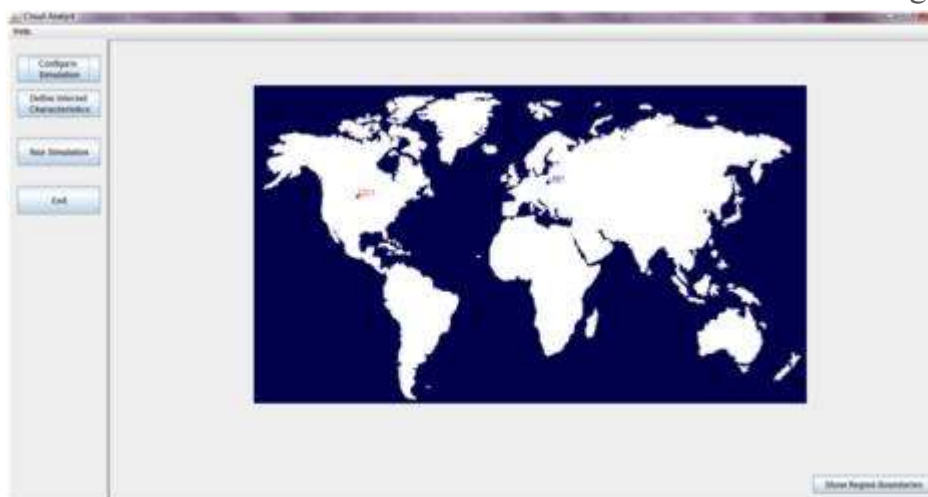 Cloud Analyst
Help
Configure
Simulation
Define Internet
Characteristics
Run Simulation
Exit
Show Region Boundaries